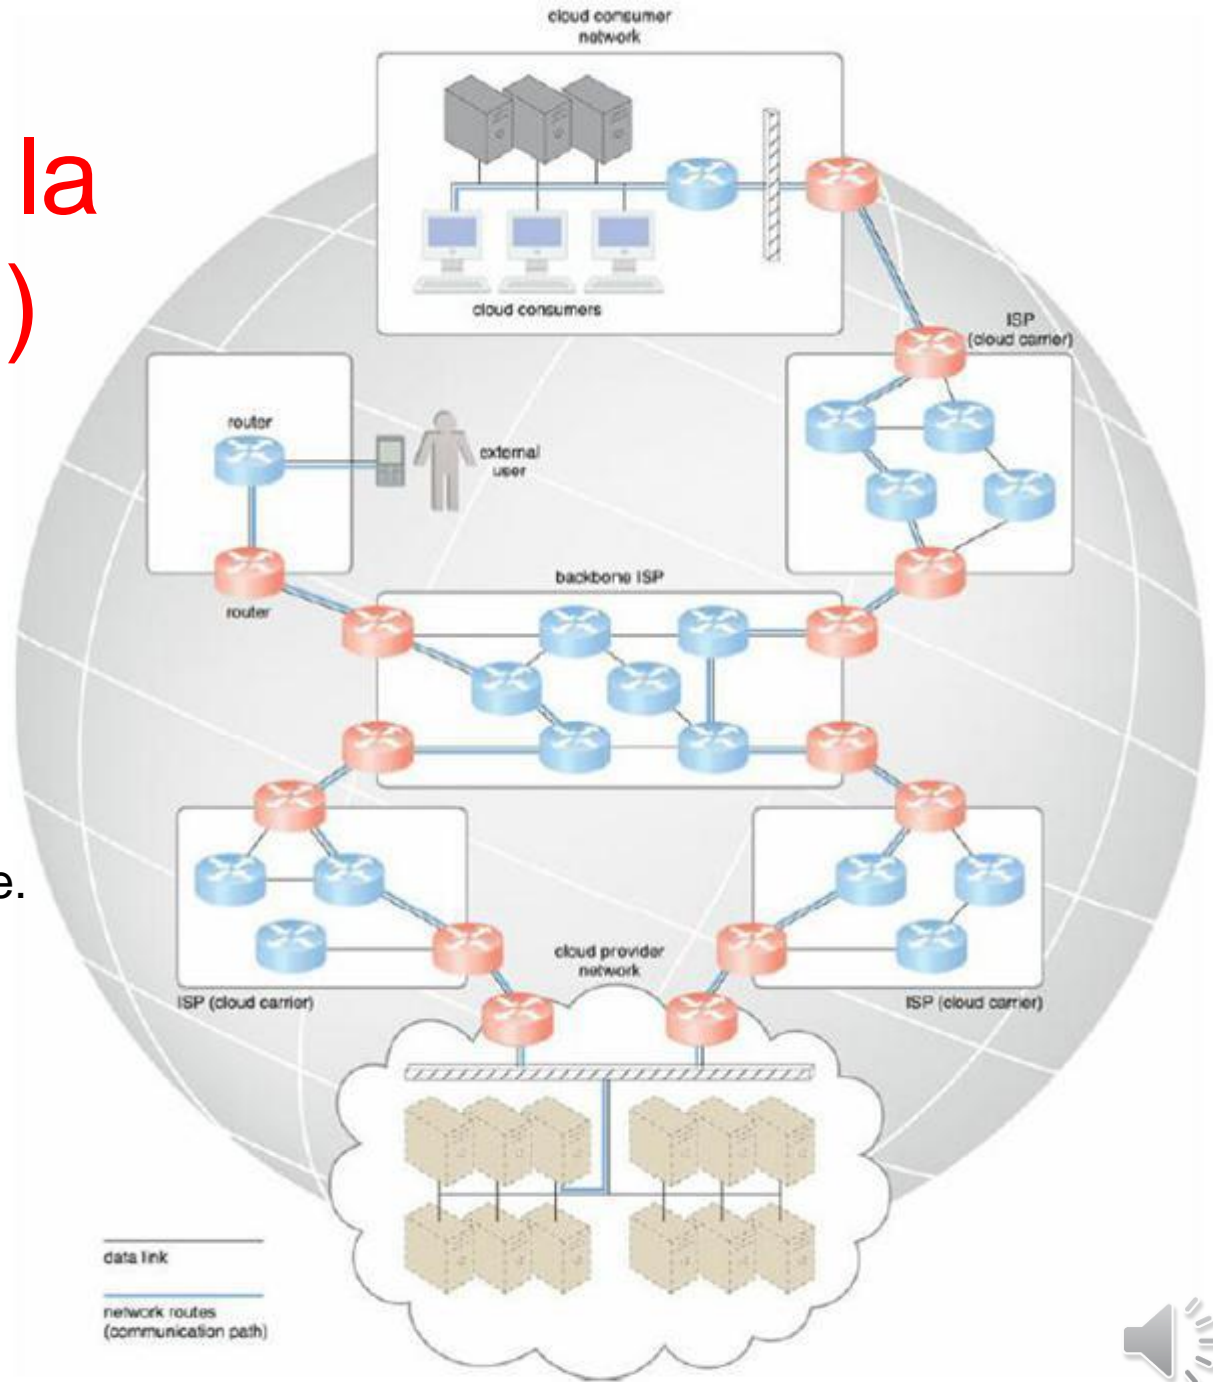 cloud consumer
network
la
)
cloud consumers
ISP
(cloud carrier)
router
external
user
router
backbone ISP
e.
cloud provider
network
ISP (cloud carrier)
ISP (cloud carrier)
data link
network routes
(communication path)